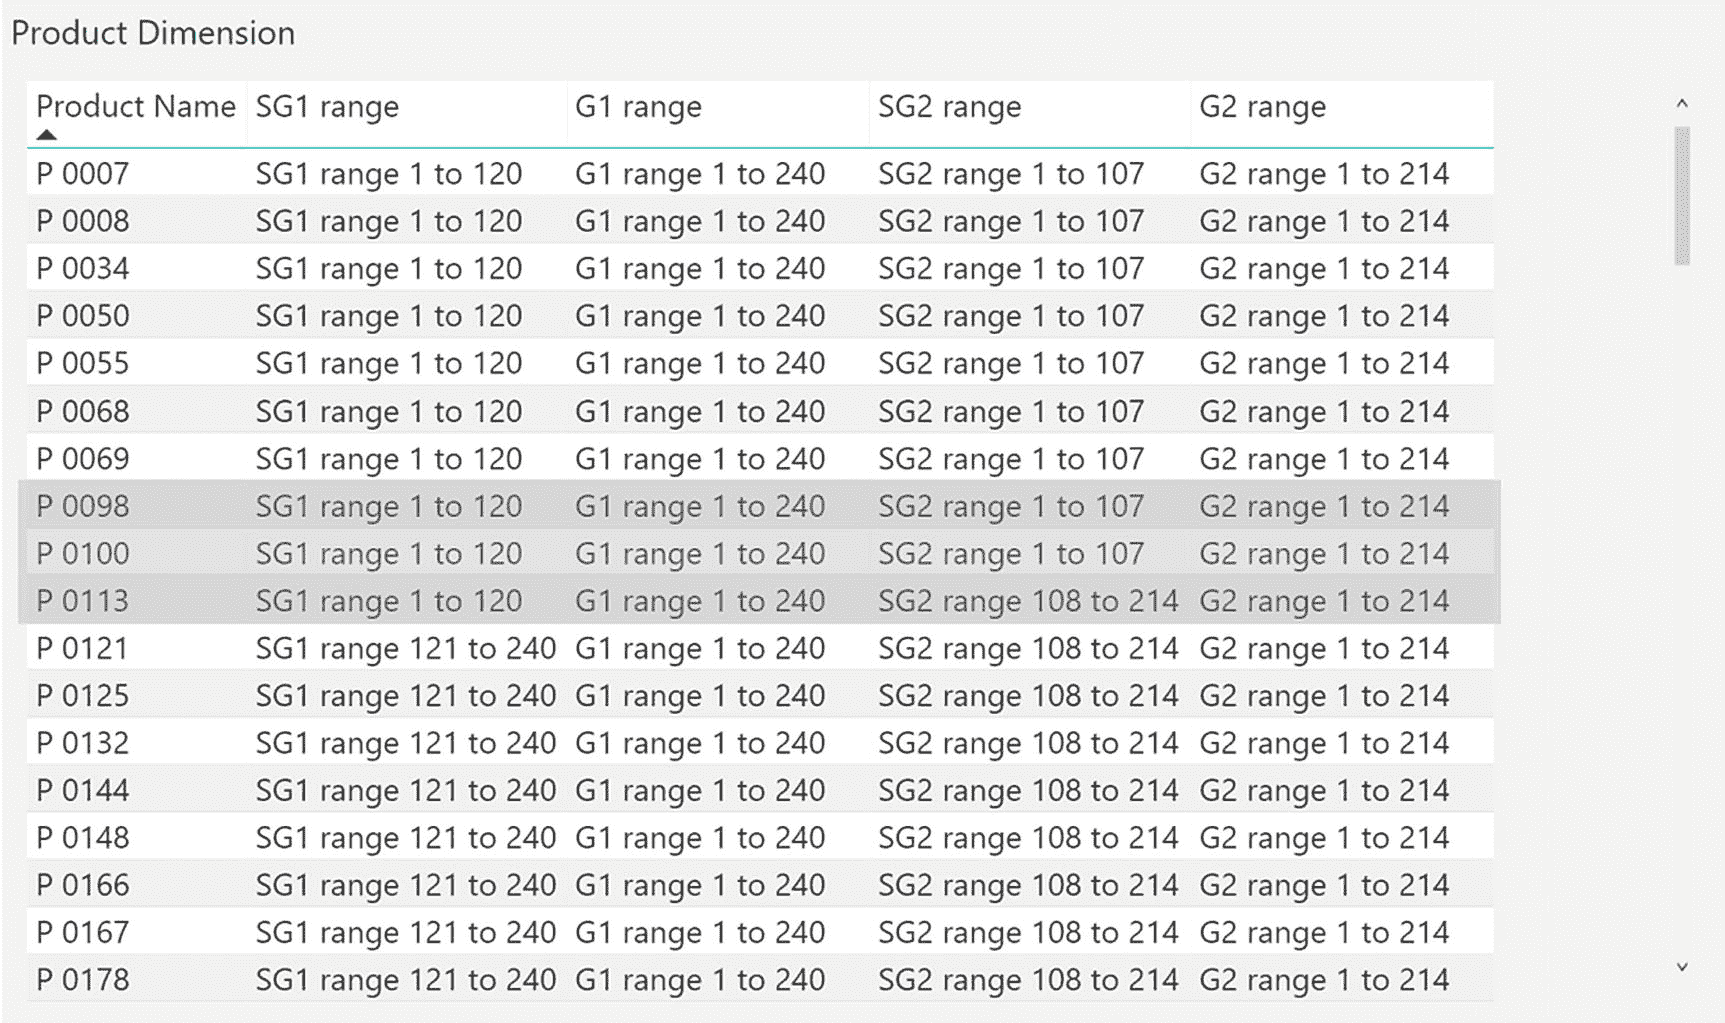 Product Dimension
Product Name SG1 range G1 range SG2 range G2 range
P 0007 SG1 range 1 to 120 G1 range 1 to 240 SG2 range 1 to 107 G2 range 1 to 214
P 0008 SG1 range 1 to 120 G1 range 1 to 240 SG2 range 1 to 107 G2 range 1 to 214
P 0034 SG1 range 1 to 120 G1 range 1 to 240 SG2 range 1 to 107 G2 range 1 to 214
P 0050 SG1 range 1 to 120 G1 range 1 to 240 SG2 range 1 to 107 G2 range 1 to 214
P 0055 SG1 range 1 to 120 G1 range 1 to 240 SG2 range 1 to 107 G2 range 1 to 214
P 0068 SG1 range 1 to 120 G1 range 1 to 240 SG2 range 1 to 107 G2 range 1 to 214
P 0069 SG1 range 1 to 120 G1 range 1 to 240 SG2 range 1 to 107 G2 range 1 to 214
P 0098 SG1 range 1 to 120 G1 range 1 to 240 SG2 range 1 to 107 G2 range 1 to 214
P 0100 SG1 range 1 to 120 G1 range 1 to 240 SG2 range 1 to 107 G2 range 1 to 214
P 0113 SG1 range 1 to 120 G1 range 1 to 240 SG2 range 108 to 214 G2 range 1 to 214
P 0121 SG1 range 121 to 240 G1 range 1 to 240 SG2 range 108 to 214 G2 range 1 to 214
P 0125 SG1 range 121 to 240 G1 range 1 to 240 SG2 range 108 to 214 G2 range 1 to 214
P 0132 SG1 range 121 to 240 G1 range 1 to 240 SG2 range 108 to 214 G2 range 1 to 214
P 0144 SG1 range 121 to 240 G1 range 1 to 240 SG2 range 108 to 214 G2 range 1 to 214
P 0148 SG1 range 121 to 240 G1 range 1 to 240 SG2 range 108 to 214 G2 range 1 to 214
P 0166 SG1 range 121 to 240 G1 range 1 to 240 SG2 range 108 to 214 G2 range 1 to 214
P 0167 SG1 range 121 to 240 G1 range 1 to 240 SG2 range 108 to 214 G2 range 1 to 214
P 0178 SG1 range 121 to 240 G1 range 1 to 240 SG2 range 108 to 214 G2 range 1 to 214